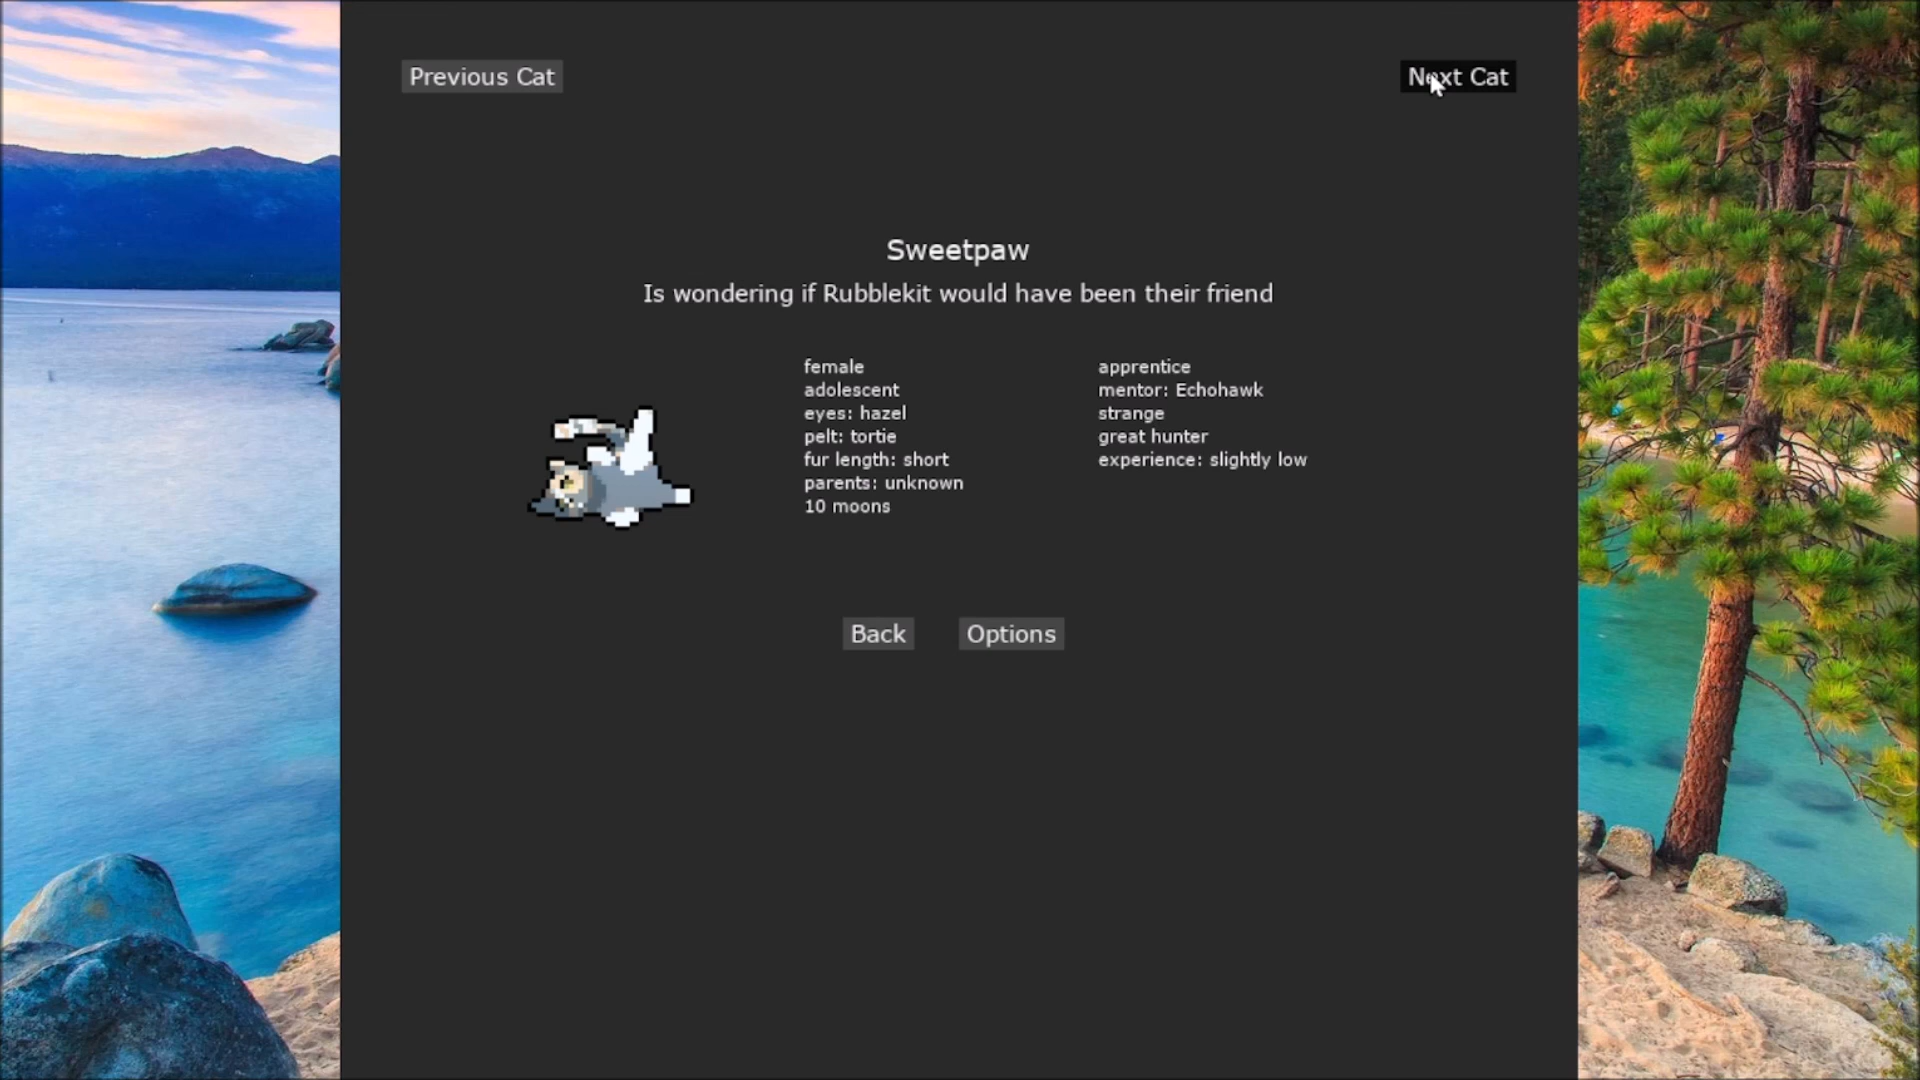 Previous Cat
Next Cat
Sweetpaw
Is wondering if Rubblekit would have been their friend
female
adolescent
eyes: hazel
pelt: tortie
fur length: short
parents: unknown
10 moons
apprentice
mentor: Echohawk
strange
great hunter
experience: slightly low
Back
Options